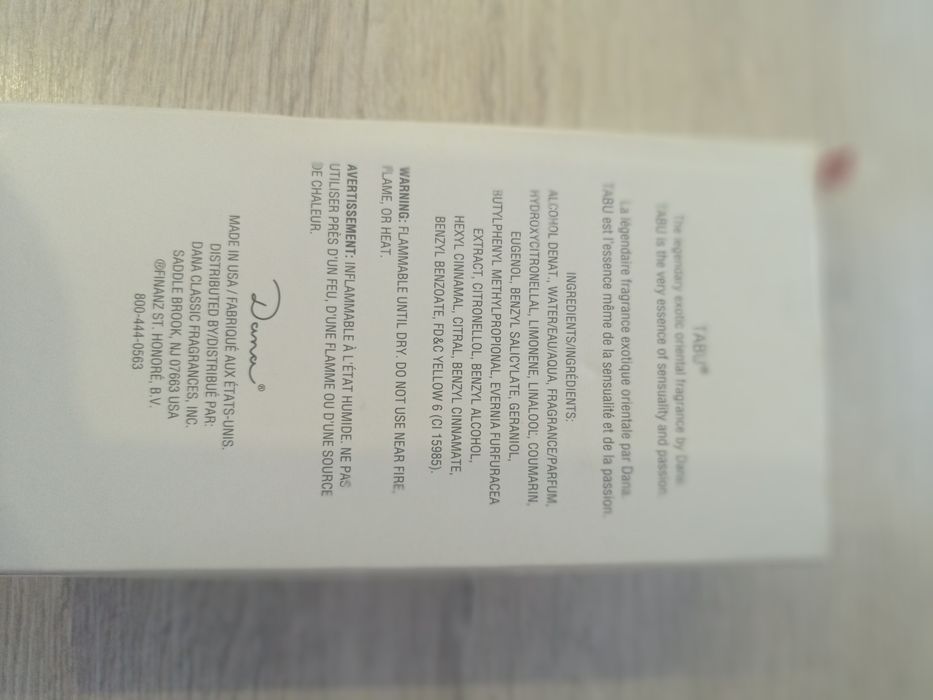 TABU®
The legendary exotic oriental fragrance by Dana.
TABU is the very essence of sensuality and passion.
La légendaire fragrance exotique orientale par Dana.
TABU est l'essence même de la sensualité et de la passion.
INGREDIENTS/INGRÉDIENTS:
ALCOHOL DENAT., WATER/EAU/AQUA, FRAGRANCE/PARFUM,
HYDROXYCITRONELLAL, LIMONENE, LINALOOL, COUMARIN,
EUGENOL, BENZYL SALICYLATE, GERANIOL,
BUTYLPHENYL METHYLPROPIONAL, EVERNIA FURFURACEA
EXTRACT, CITRONELLOL, BENZYL ALCOHOL,
HEXYL CINNAMAL, CITRAL, BENZYL CINNAMATE,
BENZYL BENZOATE, FD&C YELLOW 6 (CI 15985).
WARNING: FLAMMABLE UNTIL DRY. DO NOT USE NEAR FIRE,
FLAME, OR HEAT.
AVERTISSEMENT: INFLAMMABLE À L'ÉTAT HUMIDE. NE PAS
UTILISER PRÈS D'UN FEU, D'UNE FLAMME OU D'UNE SOURCE
DE CHALEUR.
Dana®
MADE IN USA / FABRIQUÉ AUX ÉTATS-UNIS.
DISTRIBUTED BY/DISTRIBUÉ PAR:
DANA CLASSIC FRAGRANCES, INC.
SADDLE BROOK, NJ 07663 USA
®FINANZ ST. HONORÉ, B.V.
800-444-0563